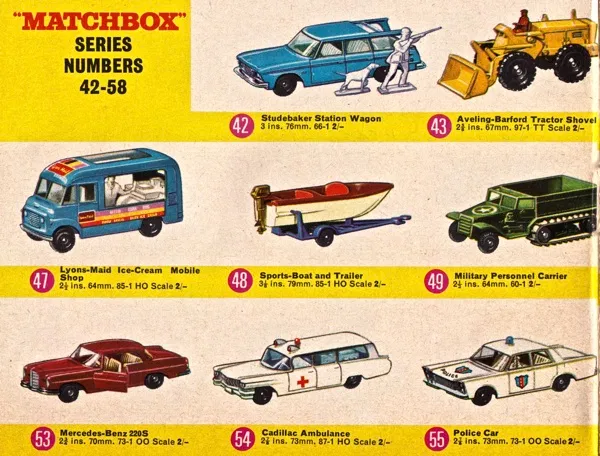 "MATCHBOX"
SERIES
NUMBERS
42-58
42 Studebaker Station Wagon
3 ins. 76mm. 66-1 2/-
43 Aveling-Barford Tractor Shovel
2⅝ ins. 67mm. 97-1 TT Scale 2/-
47 Lyons-Maid Ice-Cream Mobile
Shop
2½ ins. 64mm. 85-1 HO Scale 2/-
48 Sports-Boat and Trailer
3⅛ ins. 79mm. 85-1 HO Scale 2/-
49 Military Personnel Carrier
2½ ins. 64mm. 60-1 2/-
53 Mercedes-Benz 220S
2¾ ins. 70mm. 73-1 OO Scale 2/-
54 Cadillac Ambulance
2⅞ ins. 73mm, 87-1 HO Scale 2/-
POLICE
55 Police Car
2⅞ ins. 73mm. 73-1 OO Scale 2/-